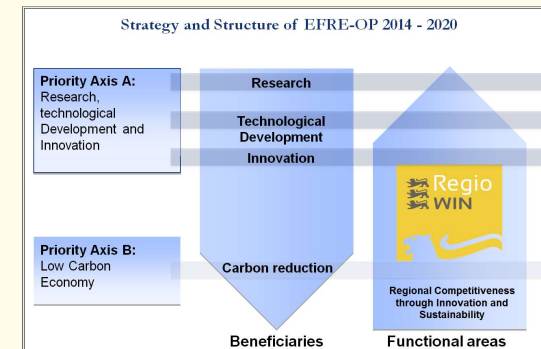 Strategy and Structure of EFRE-OP 2014 - 2020
Priority Axis A:
Research,
technological
Development and
Innovation
Research
Technological
Development
Innovation
Regio
WIN
Priority Axis B:
Low Carbon
Economy
Carbon reduction
Regional Competitiveness
through Innovation and
Sustainability
Beneficiaries
Functional areas